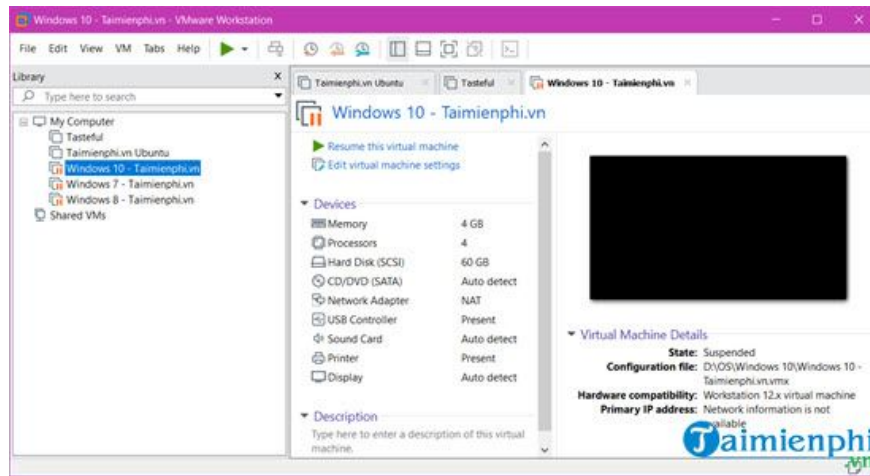 Windows 10 - Taimienphi.vn - VMware Workstation
File Edit View VM Tabs Help
Library X
Type here to search
My Computer
Tasteful
Taimienphi.vn Ubuntu
Windows 10 - Taimienphi.vn
Windows 7 - Taimienphi.vn
Windows 8 - Taimienphi.vn
Shared VMs
Taimienphi.vn Ubuntu Tasteful Windows 10 - Taimienphi.vn
Windows 10 - Taimienphi.vn
Resume this virtual machine
Edit virtual machine settings
Devices
Memory 4 GB
Processors 4
Hard Disk (SCSI) 60 GB
CD/DVD (SATA) Auto detect
Network Adapter NAT
USB Controller Present
Sound Card Auto detect
Printer Present
Display Auto detect
Description
Type here to enter a description of this virtual
machine.
Virtual Machine Details
State: Suspended
Configuration file: D:\OS\Windows 10\Windows 10 -
Taimienphi.vn.vmx
Hardware compatibility: Workstation 12.x virtual machine
Primary IP address: Network information is not
available
Taimienphi
.vn